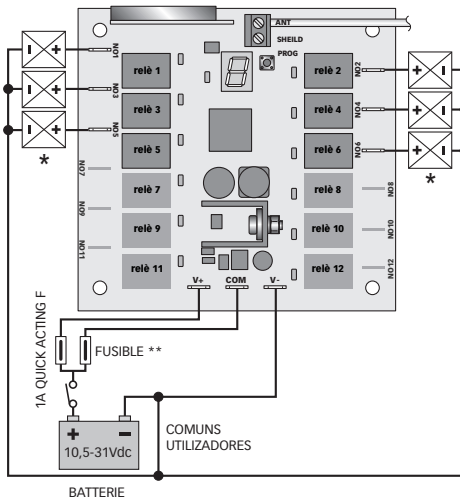 ANT
SHEILD
PROG
- +
NO1
relè 1
relè 2
NO2
+ -
- +
NO3
relè 3
relè 4
NO4
+ -
- +
NO5
relè 5
relè 6
NO6
+ -
*
*
NO7
relè 7
relè 8
NO8
NO9
relè 9
relè 10
NO10
NO11
relè 11
relè 12
NO12
V+
COM
V-
1A QUICK ACTING F
FUSIBLE **
+ -
10,5-31Vdc
COMUNS
UTILIZADORES
BATTERIE